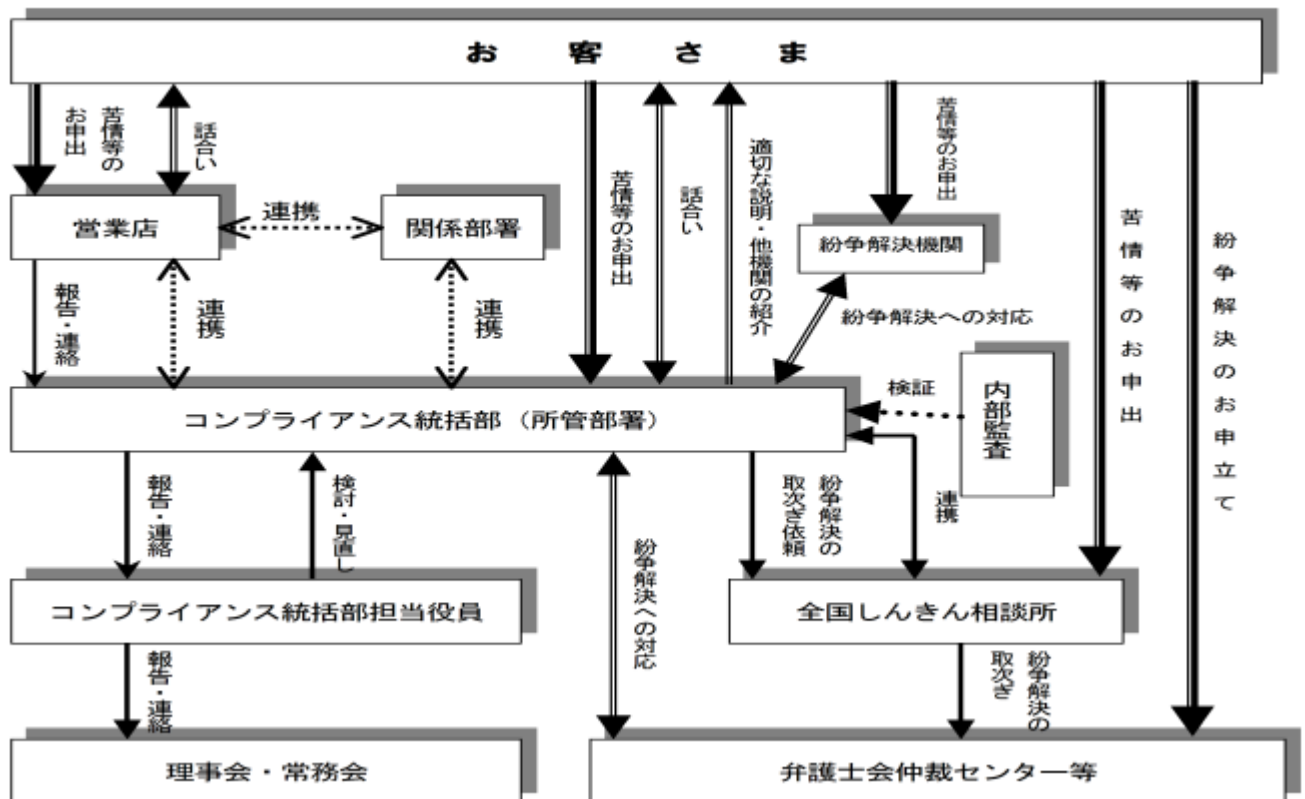 お客さま
苦情等の
お申出
話合い
苦情等のお申出
話合い
適切な説明・他機関の紹介
苦情等のお申出
苦情等のお申出
紛争解決のお申立て
営業店
連携
関係部署
紛争解決機関
報告・連絡
連携
連携
紛争解決への対応
検証
内部監査
コンプライアンス統括部（所管部署）
報告・連絡
検討・見直し
紛争解決への対応
紛争解決の
取次ぎ依頼
連携
コンプライアンス統括部担当役員
全国しんきん相談所
報告・連絡
紛争解決の
取次ぎ
理事会・常務会
弁護士会仲裁センター等